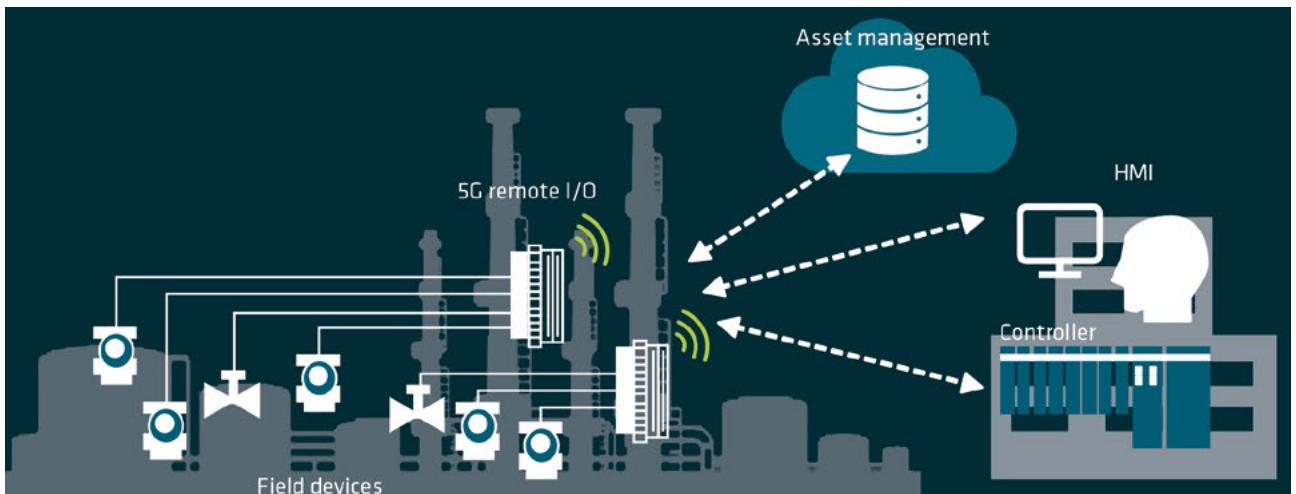 Asset management
5G remote I/O
HMI
Controller
Field devices